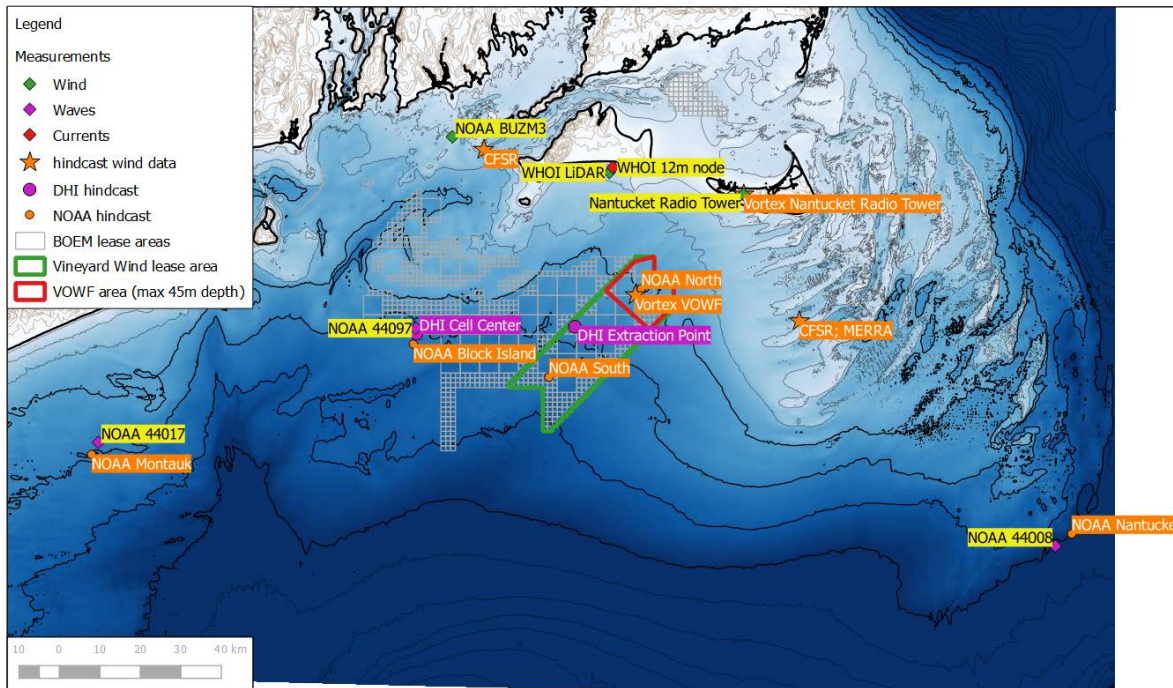 Legend
Measurements
Wind
Waves
Currents
hindcast wind data
DHI hindcast
NOAA hindcast
BOEM lease areas
Vineyard Wind lease area
VOWF area (max 45m depth)
NOAA BUZM3
CFSR
WHOI LiDAR
WHOI 12m node
Nantucket Radio Tower
Vortex Nantucket Radio Tower
NOAA North
Vortex VOWF
NOAA 44097
DHI Cell Center
DHI Extraction Point
CFSR; MERRA
NOAA Block Island
NOAA South
NOAA 44017
NOAA Montauk
NOAA 44008
NOAA Nantucke
10 0 10 20 30 40 km